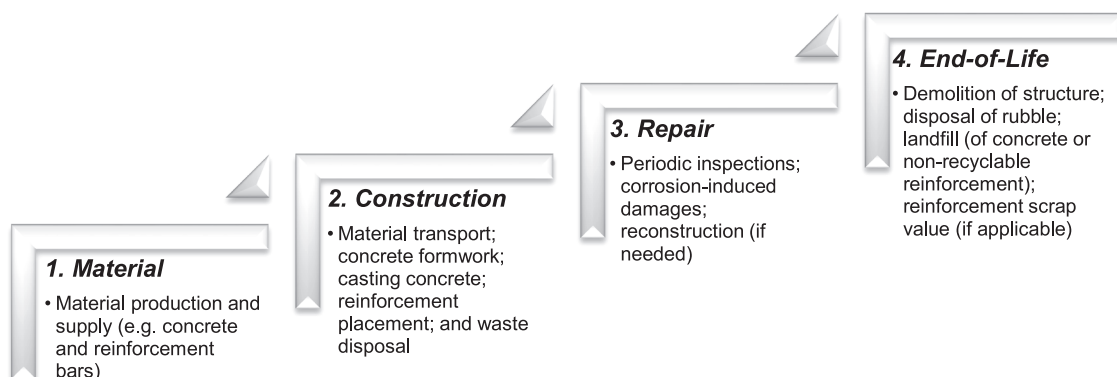 1. Material
• Material production and
supply (e.g. concrete
and reinforcement
bars)
2. Construction
• Material transport;
concrete formwork;
casting concrete;
reinforcement
placement; and waste
disposal
3. Repair
• Periodic inspections;
corrosion-induced
damages;
reconstruction (if
needed)
4. End-of-Life
• Demolition of structure;
disposal of rubble;
landfill (of concrete or
non-recyclable
reinforcement);
reinforcement scrap
value (if applicable)